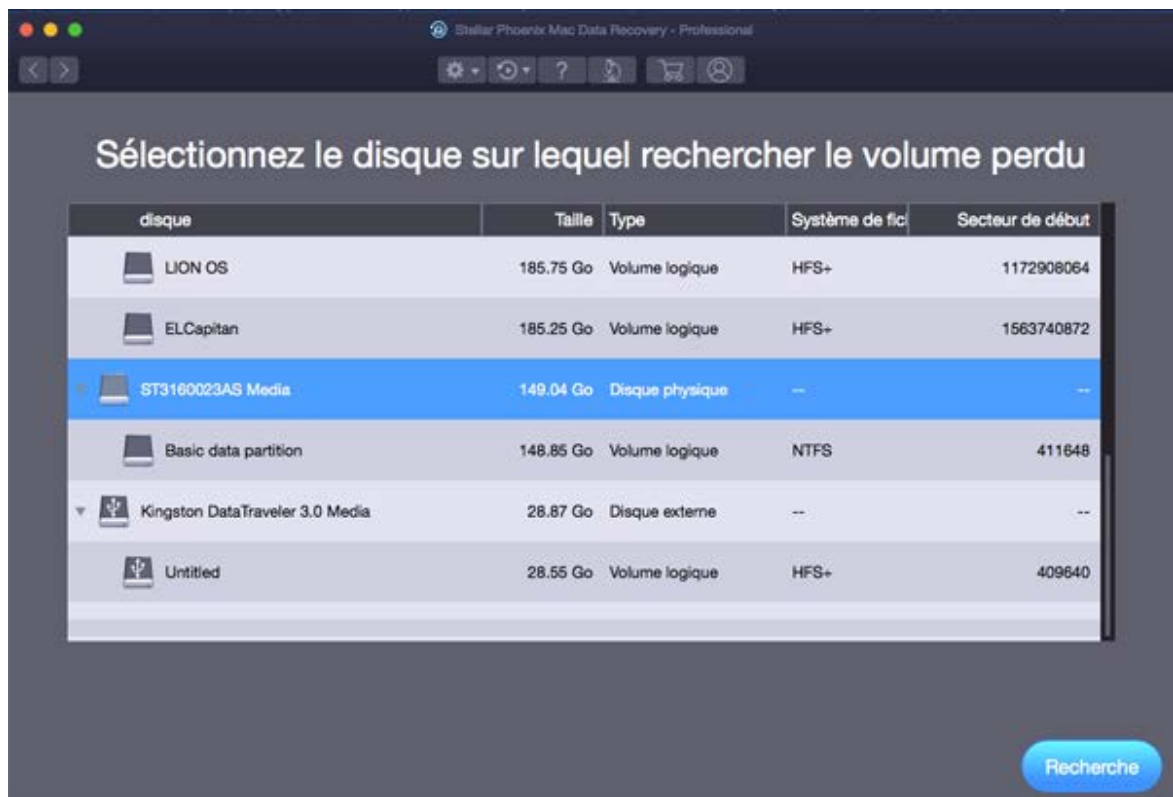 Stellar Phoenix Mac Data Recovery - Professional
?
Sélectionnez le disque sur lequel rechercher le volume perdu
disque Taille Type Système de fici Secteur de début
LION OS 185.75 Go Volume logique HFS+ 1172908064
ELCapitan 185.25 Go Volume logique HFS+ 1563740872
ST3160023AS Media 149.04 Go Disque physique -- --
Basic data partition 148.85 Go Volume logique NTFS 411648
Kingston DataTraveler 3.0 Media 28.87 Go Disque externe -- --
Untitled 28.55 Go Volume logique HFS+ 409640
Recherche